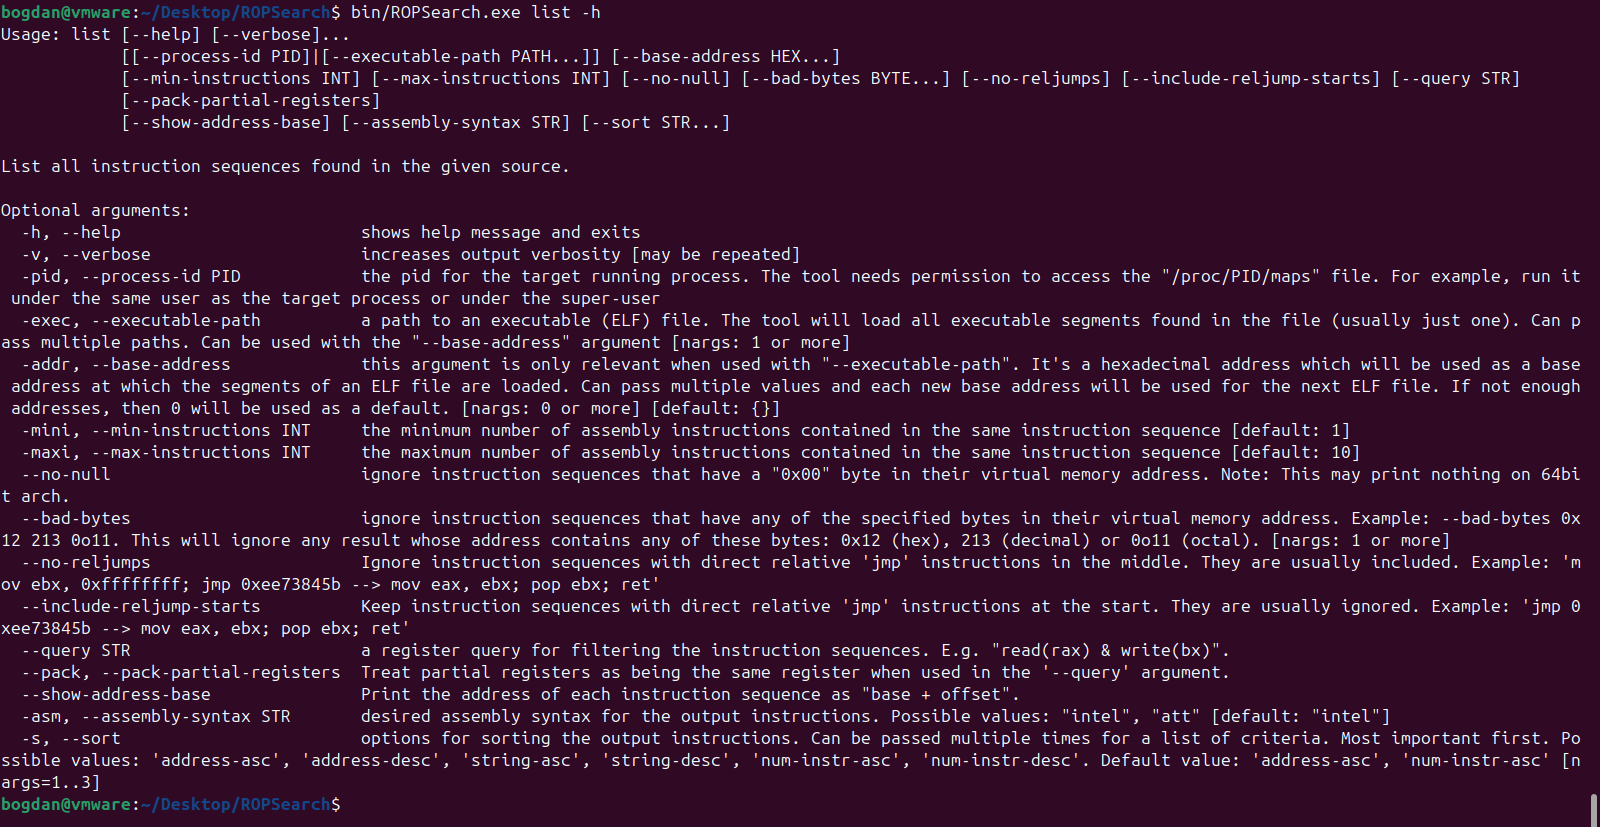 bogdan@vmware:~/Desktop/ROPSearch$ bin/ROPSearch.exe list -h
Usage: list [--help] [--verbose]...
            [[--process-id PID]|[--executable-path PATH...]] [--base-address HEX...]
            [--min-instructions INT] [--max-instructions INT] [--no-null] [--bad-bytes BYTE...] [--no-reljumps] [--include-reljump-starts] [--query STR]
            [--pack-partial-registers]
            [--show-address-base] [--assembly-syntax STR] [--sort STR...]

List all instruction sequences found in the given source.

Optional arguments:
  -h, --help                        shows help message and exits
  -v, --verbose                     increases output verbosity [may be repeated]
  -pid, --process-id PID            the pid for the target running process. The tool needs permission to access the "/proc/PID/maps" file. For example, run it
 under the same user as the target process or under the super-user
  -exec, --executable-path          a path to an executable (ELF) file. The tool will load all executable segments found in the file (usually just one). Can p
ass multiple paths. Can be used with the "--base-address" argument [nargs: 1 or more]
  -addr, --base-address             this argument is only relevant when used with "--executable-path". It's a hexadecimal address which will be used as a base
 address at which the segments of an ELF file are loaded. Can pass multiple values and each new base address will be used for the next ELF file. If not enough
 addresses, then 0 will be used as a default. [nargs: 0 or more] [default: {}]
  -mini, --min-instructions INT     the minimum number of assembly instructions contained in the same instruction sequence [default: 1]
  -maxi, --max-instructions INT     the maximum number of assembly instructions contained in the same instruction sequence [default: 10]
  --no-null                         ignore instruction sequences that have a "0x00" byte in their virtual memory address. Note: This may print nothing on 64bi
t arch.
  --bad-bytes                       ignore instruction sequences that have any of the specified bytes in their virtual memory address. Example: --bad-bytes 0x
12 213 0o11. This will ignore any result whose address contains any of these bytes: 0x12 (hex), 213 (decimal) or 0o11 (octal). [nargs: 1 or more]
  --no-reljumps                     Ignore instruction sequences with direct relative 'jmp' instructions in the middle. They are usually included. Example: 'm
ov ebx, 0xffffffff; jmp 0xee73845b --> mov eax, ebx; pop ebx; ret'
  --include-reljump-starts          Keep instruction sequences with direct relative 'jmp' instructions at the start. They are usually ignored. Example: 'jmp 0
xee73845b --> mov eax, ebx; pop ebx; ret'
  --query STR                       a register query for filtering the instruction sequences. E.g. "read(rax) & write(bx)".
  --pack, --pack-partial-registers  Treat partial registers as being the same register when used in the '--query' argument.
  --show-address-base               Print the address of each instruction sequence as "base + offset".
  -asm, --assembly-syntax STR       desired assembly syntax for the output instructions. Possible values: "intel", "att" [default: "intel"]
  -s, --sort                        options for sorting the output instructions. Can be passed multiple times for a list of criteria. Most important first. Po
ssible values: 'address-asc', 'address-desc', 'string-asc', 'string-desc', 'num-instr-asc', 'num-instr-desc'. Default value: 'address-asc', 'num-instr-asc' [n
args=1..3]
bogdan@vmware:~/Desktop/ROPSearch$